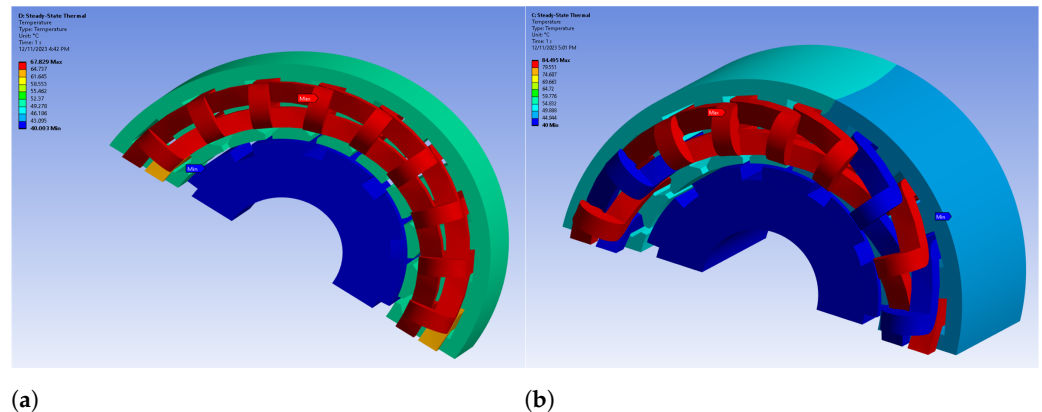 D: Steady-State Thermal
Temperature
Type: Temperature
Unit: °C
Time: 1 s
12/11/2023 4:42 PM
67.829 Max
64.737
61.645
58.553
55.462
52.37
49.278
46.186
43.095
40.003 Min
Max
Min
C: Steady-State Thermal
Temperature
Type: Temperature
Unit: °C
Time: 1 s
12/11/2023 5:01 PM
84.495 Max
79.551
74.607
69.663
64.72
59.776
54.832
49.888
44.944
40 Min
Max
Min
(a)
(b)